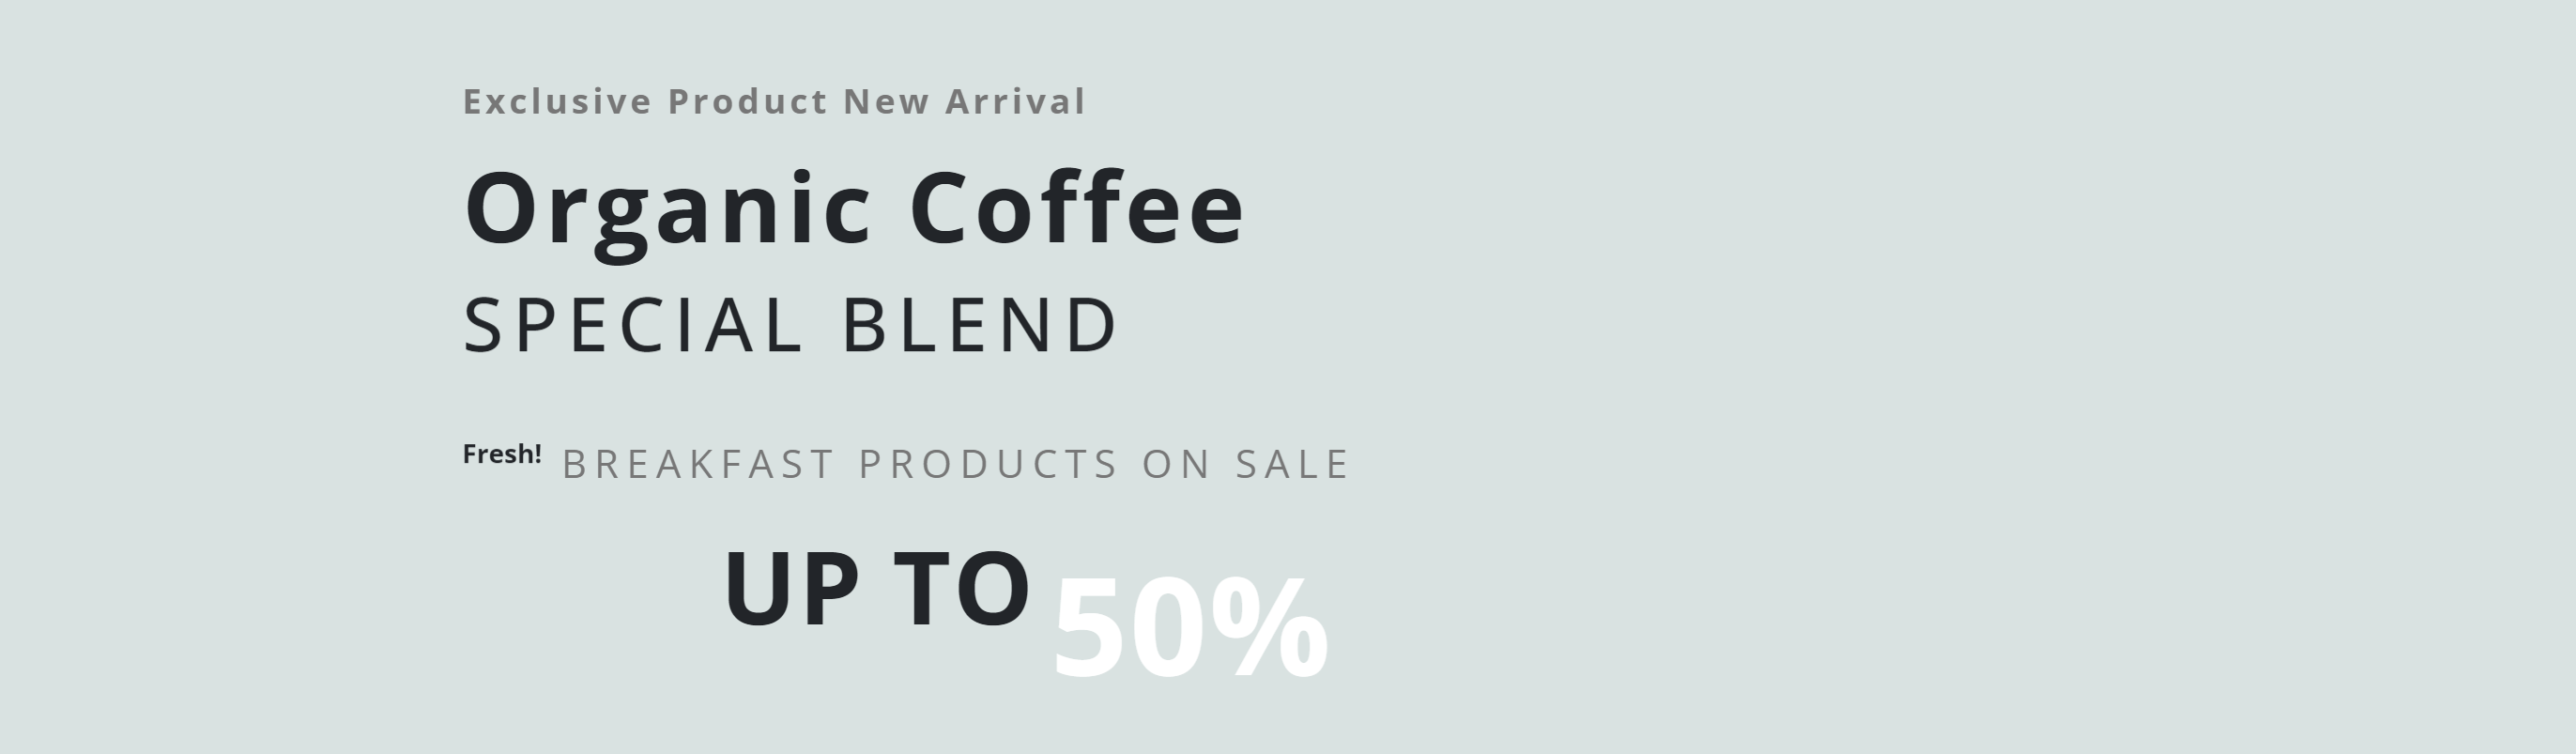 Exclusive Product New Arrival
Organic Coffee
SPECIAL BLEND
Fresh! BREAKFAST PRODUCTS ON SALE
UP TO 50%